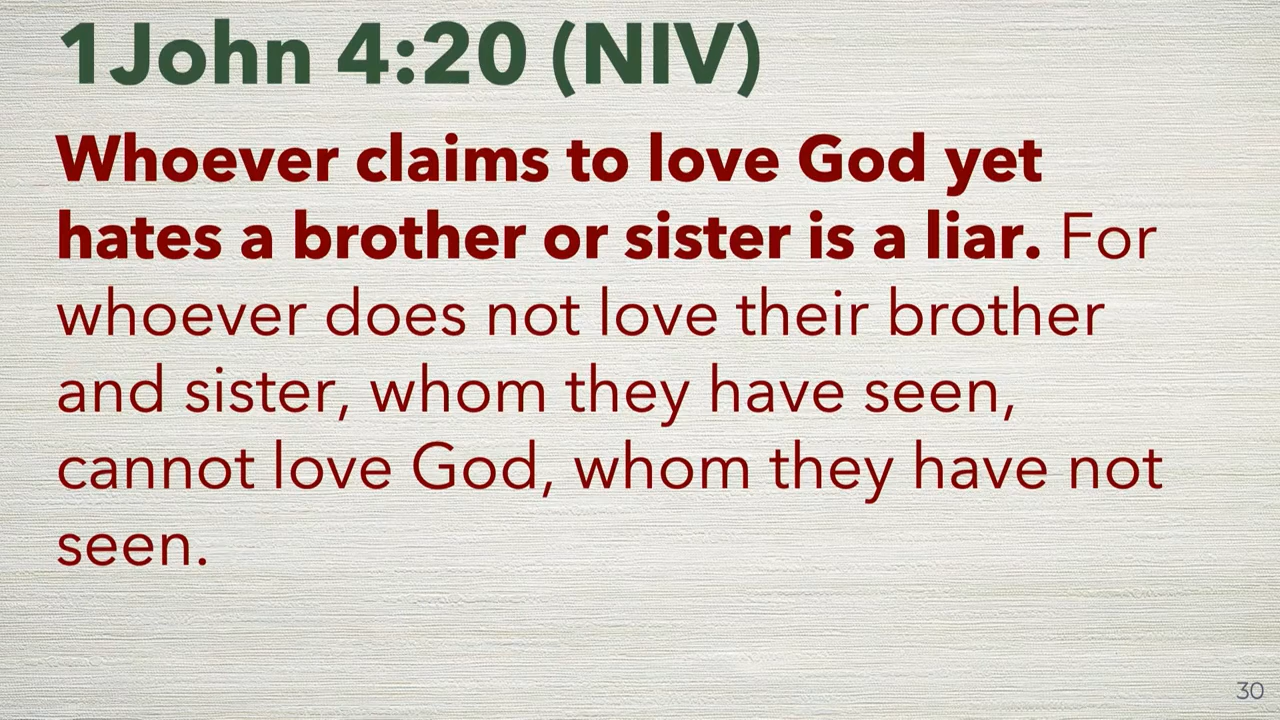 1John 4:20 (NIV)
Whoever claims to love God yet
hates a brother or sister is a liar. For
whoever does not love their brother
and sister, whom they have seen,
cannot love God, whom they have not
seen.
30